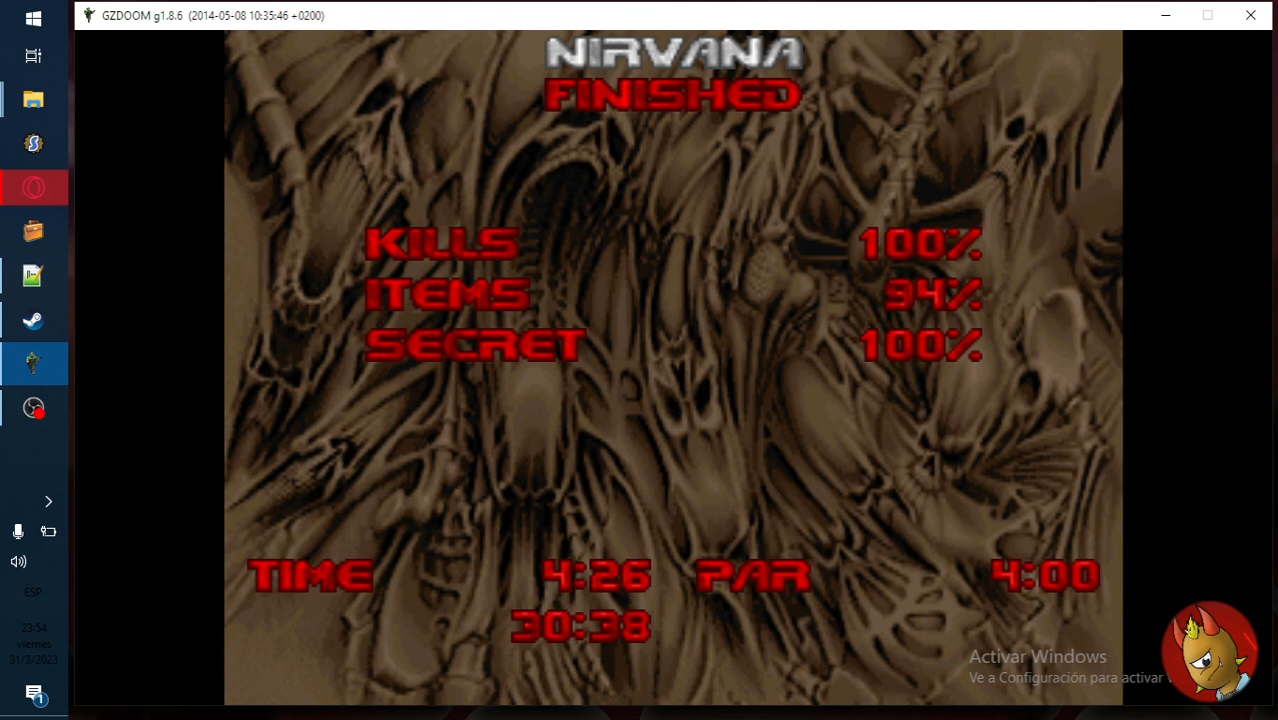 GZDOOM g1.8.6 (2014-05-08 10:35:46 +0200)
NIRVANA
FINISHED
KILLS 100%
ITEMS 94%
SECRET 100%
TIME 4:26 PAR 4:00
30:38
ESP
23:54
viernes
31/3/2023
1
Activar Windows
Ve a Configuración para activar